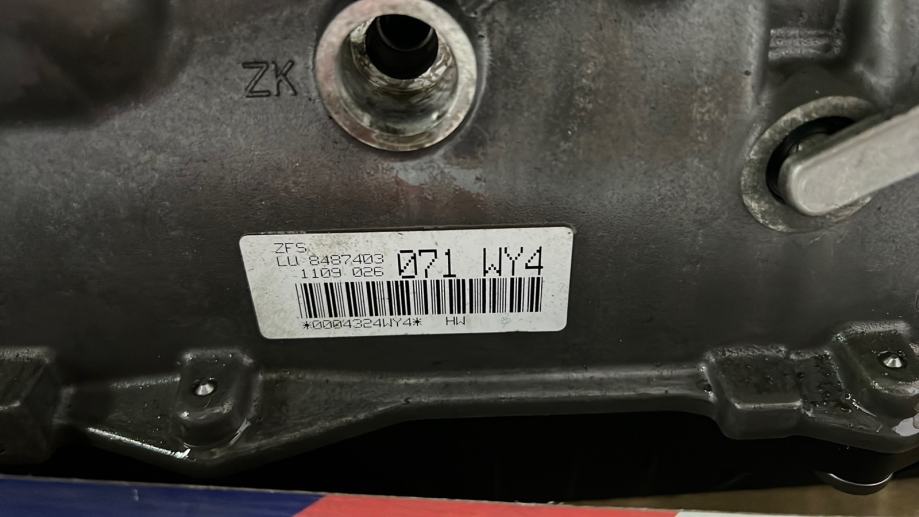 ZK
ZFS
LU 8487403
1109 026
071 WY4
*0004324WY4* HW